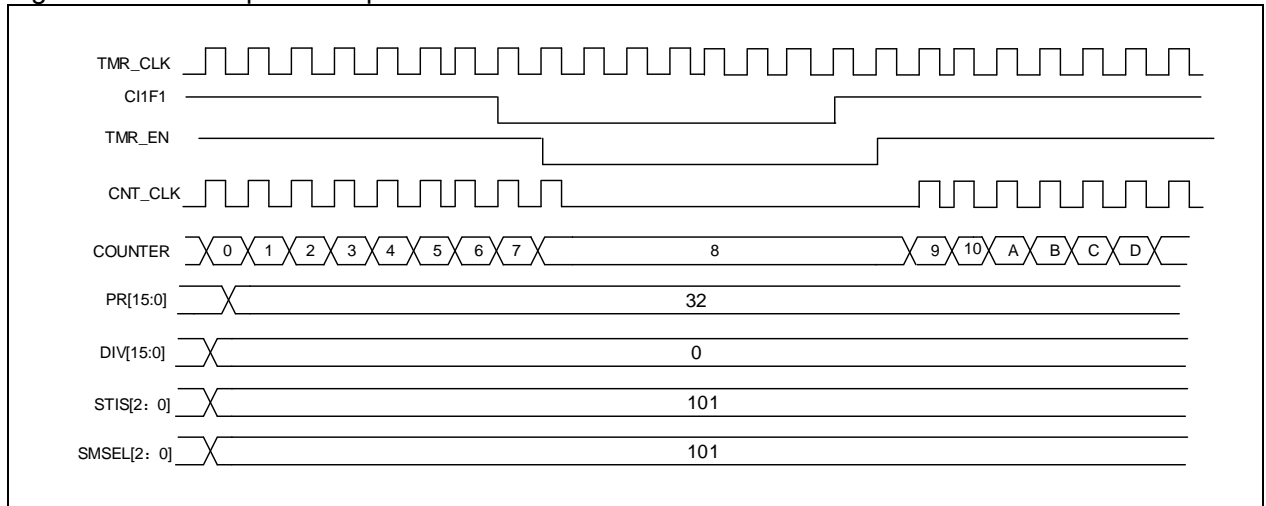 TMR_CLK
CI1F1
TMR_EN
CNT_CLK
COUNTER 0 1 2 3 4 5 6 7 8 9 10 A B C D
PR[15:0] 32
DIV[15:0] 0
STIS[2：0] 101
SMSEL[2：0] 101